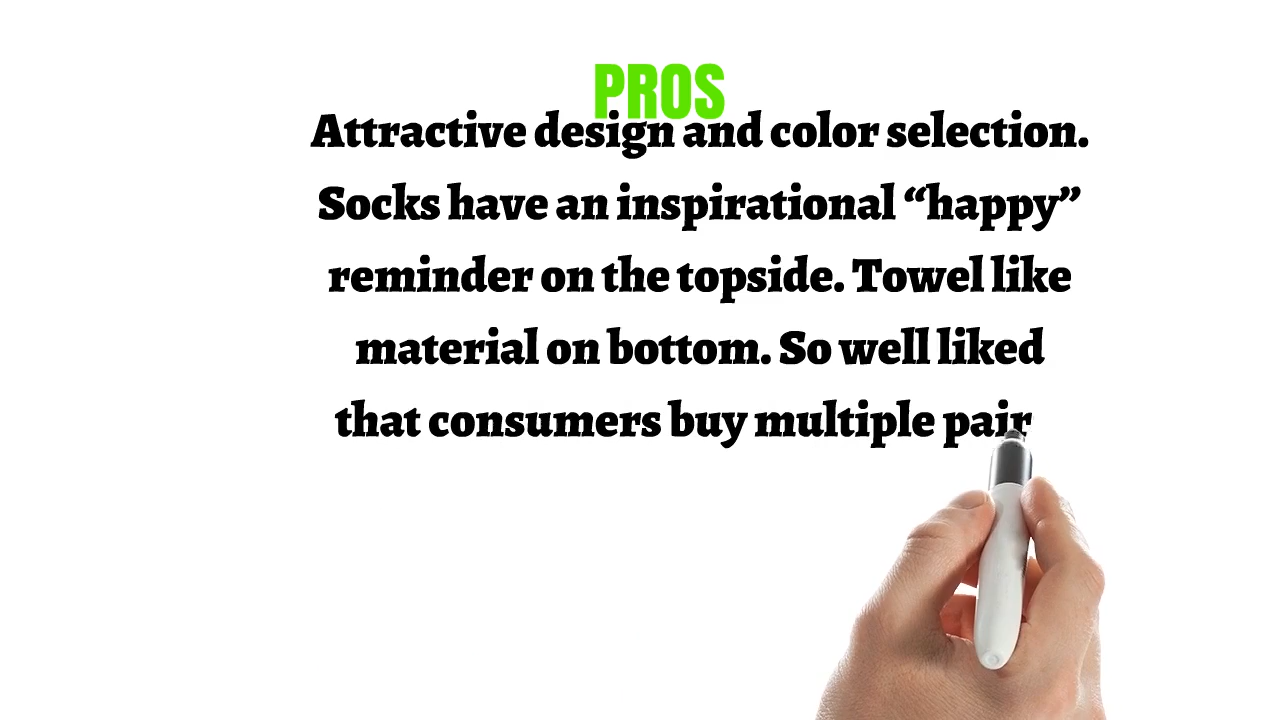 PROS
Attractive design and color selection.
Socks have an inspirational “happy”
reminder on the topside. Towel like
material on bottom. So well liked
that consumers buy multiple pair